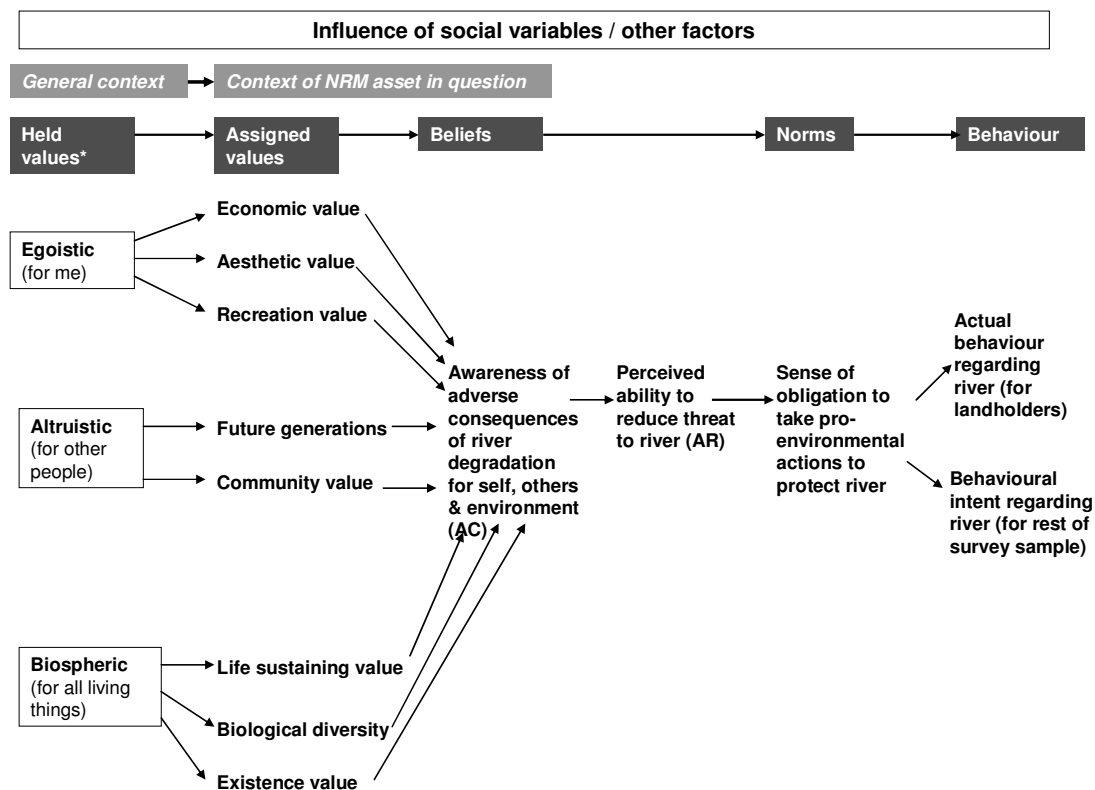 Influence of social variables / other factors
General context
Context of NRM asset in question
Held
values*
Assigned
values
Beliefs
Norms
Behaviour
Egoistic
(for me)
Economic value
Aesthetic value
Recreation value
Altruistic
(for other
people)
Future generations
Community value
Biospheric
(for all living
things)
Life sustaining value
Biological diversity
Existence value
Awareness of
adverse
consequences
of river
degradation
for self, others
& environment
(AC)
Perceived
ability to
reduce threat
to river (AR)
Sense of
obligation to
take pro-
environmental
actions to
protect river
Actual
behaviour
regarding
river (for
landholders)
Behavioural
intent regarding
river (for rest of
survey sample)